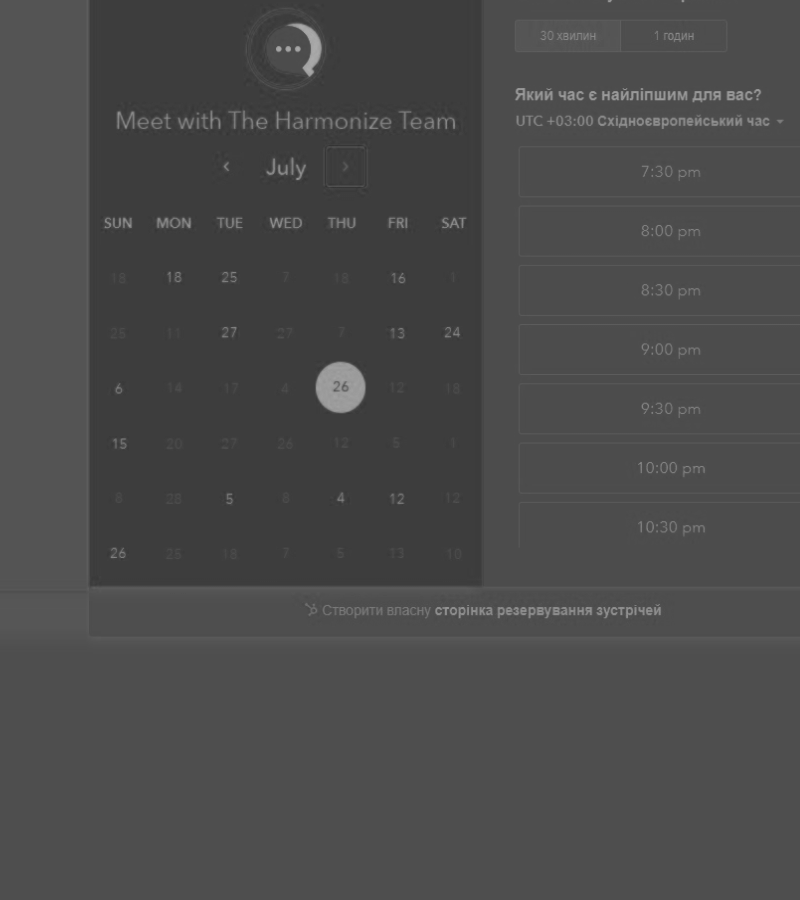 Meet with The Harmonize Team
July
SUN MON TUE WED THU FRI SAT
18 18 25 7 18 16 1
25 11 27 27 7 13 24
6 14 17 4 26 12 18
15 20 27 26 12 5 1
8 28 5 8 4 12 12
26 25 18 7 5 13 10
30 хвилин 1 годин
Який час є найліпшим для вас?
UTC +03:00 Східноєвропейський час
7:30 pm
8:00 pm
8:30 pm
9:00 pm
9:30 pm
10:00 pm
10:30 pm
Створити власну сторінка резервування зустрічей